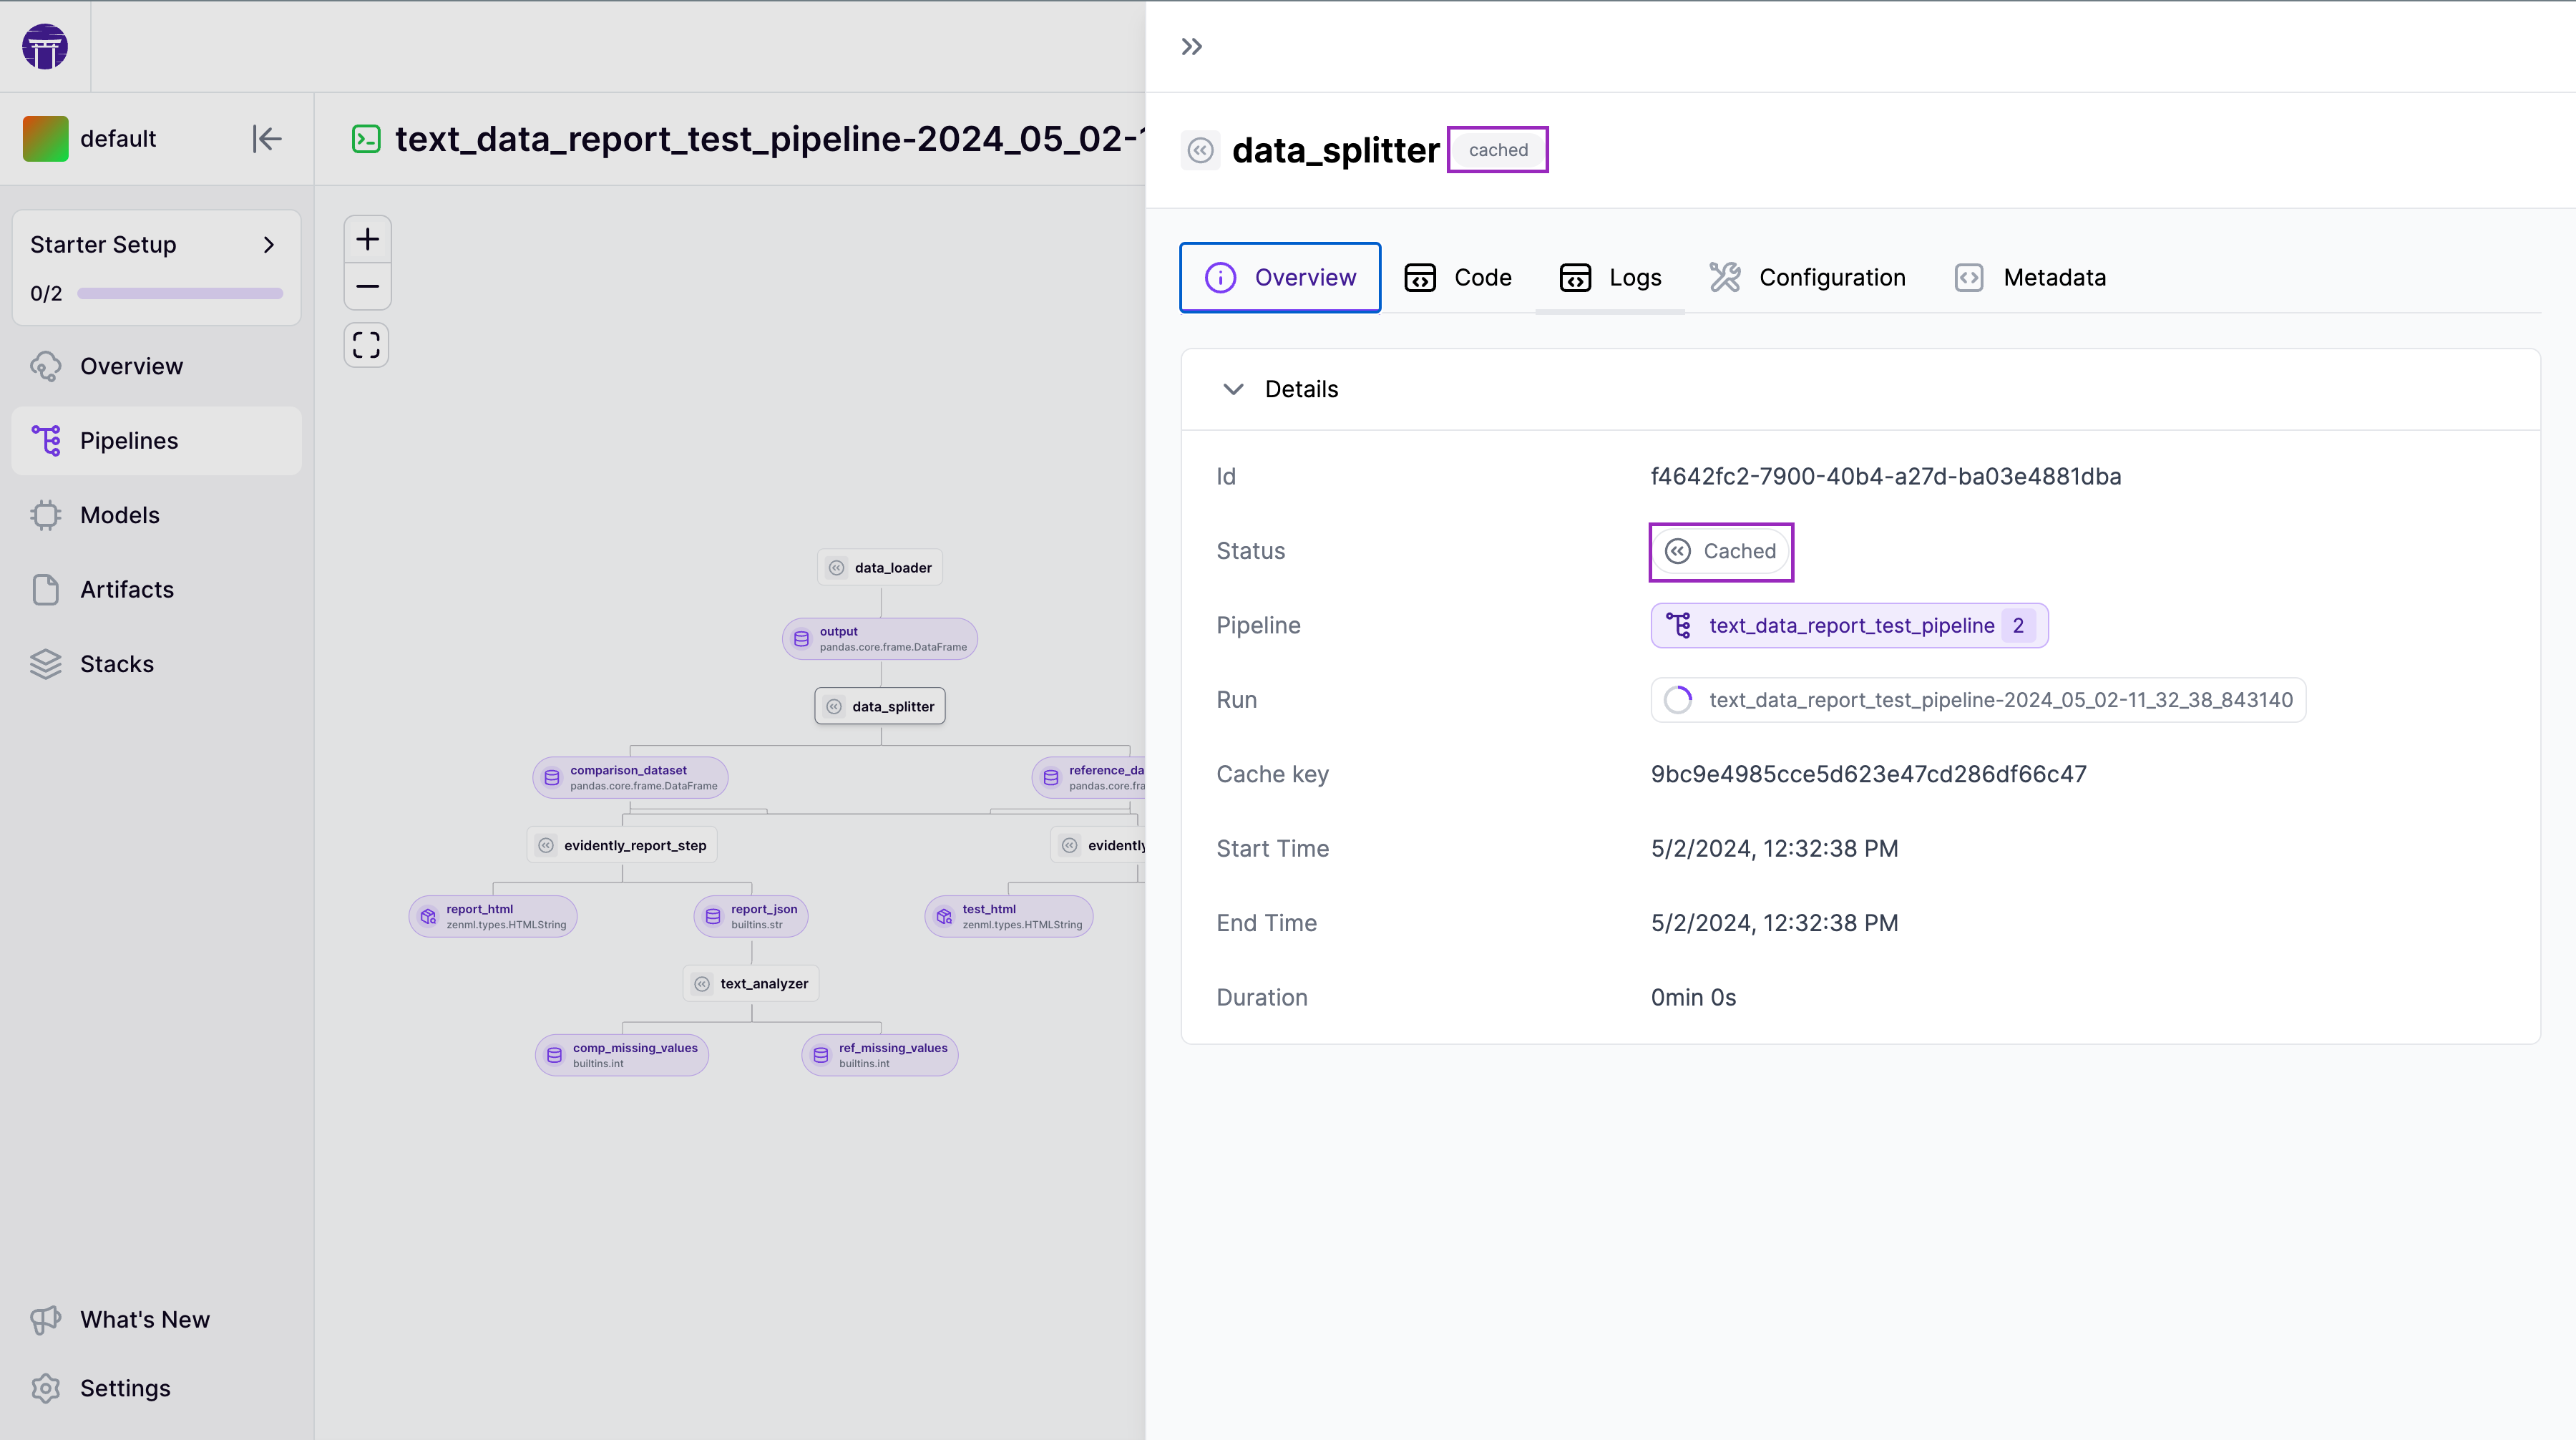 default
text_data_report_test_pipeline-2024_05_02-
Starter Setup
0/2
Overview
Pipelines
Models
Artifacts
Stacks
What's New
Settings
data_loader
output
pandas.core.frame.DataFrame
data_splitter
comparison_dataset
pandas.core.frame.DataFrame
reference_da
pandas.core.fra
evidently_report_step
evidently
report_html
zenml.types.HTMLString
report_json
builtins.str
test_html
zenml.types.HTMLString
text_analyzer
comp_missing_values
builtins.int
ref_missing_values
builtins.int
data_splitter cached
Overview Code Logs Configuration Metadata
Details
Id f4642fc2-7900-40b4-a27d-ba03e4881dba
Status Cached
Pipeline text_data_report_test_pipeline 2
Run text_data_report_test_pipeline-2024_05_02-11_32_38_843140
Cache key 9bc9e4985cce5d623e47cd286df66c47
Start Time 5/2/2024, 12:32:38 PM
End Time 5/2/2024, 12:32:38 PM
Duration 0min 0s